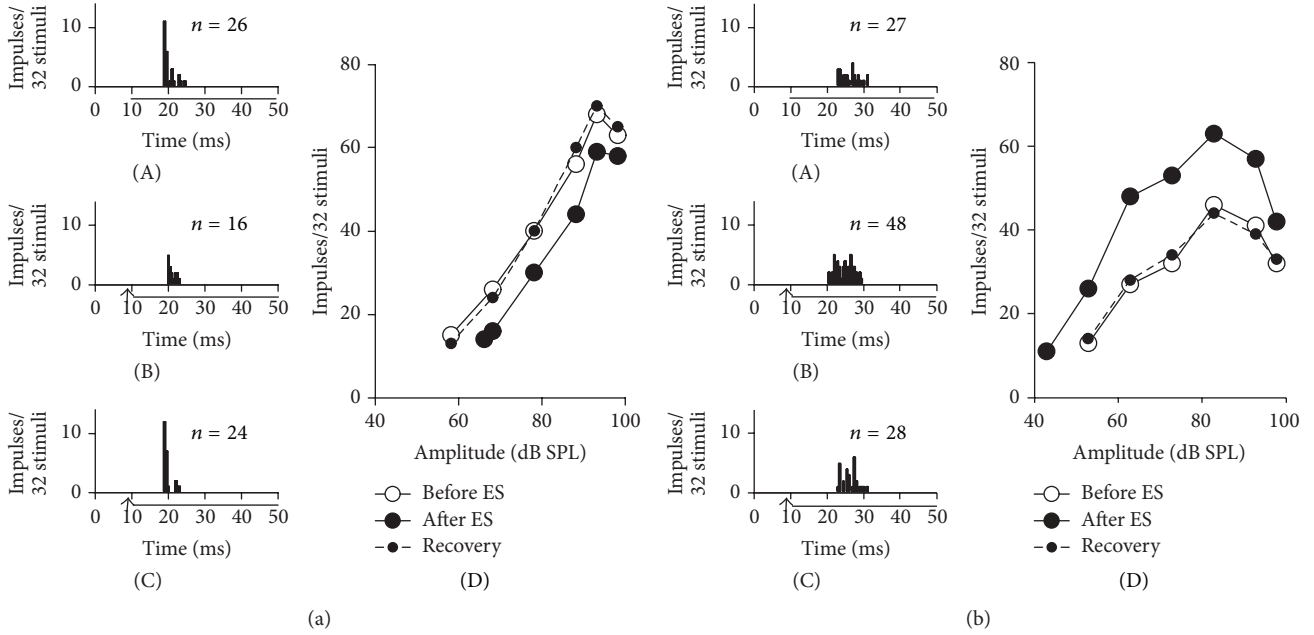 Impulses/
32 stimuli
10
0
n = 26
0 10 20 30 40 50
Time (ms)
(A)
Impulses/
32 stimuli
10
0
n = 16
0 10 20 30 40 50
Time (ms)
(B)
Impulses/
32 stimuli
10
0
n = 24
0 10 20 30 40 50
Time (ms)
(C)
Impulses/32 stimuli
80
60
40
20
0
40 60 80 100
Amplitude (dB SPL)
Before ES
After ES
Recovery
(D)
(a)
Impulses/
32 stimuli
10
0
n = 27
0 10 20 30 40 50
Time (ms)
(A)
Impulses/
32 stimuli
10
0
n = 48
0 10 20 30 40 50
Time (ms)
(B)
Impulses/
32 stimuli
10
0
n = 28
0 10 20 30 40 50
Time (ms)
(C)
Impulses/32 stimuli
80
60
40
20
0
40 60 80 100
Amplitude (dB SPL)
Before ES
After ES
Recovery
(D)
(b)